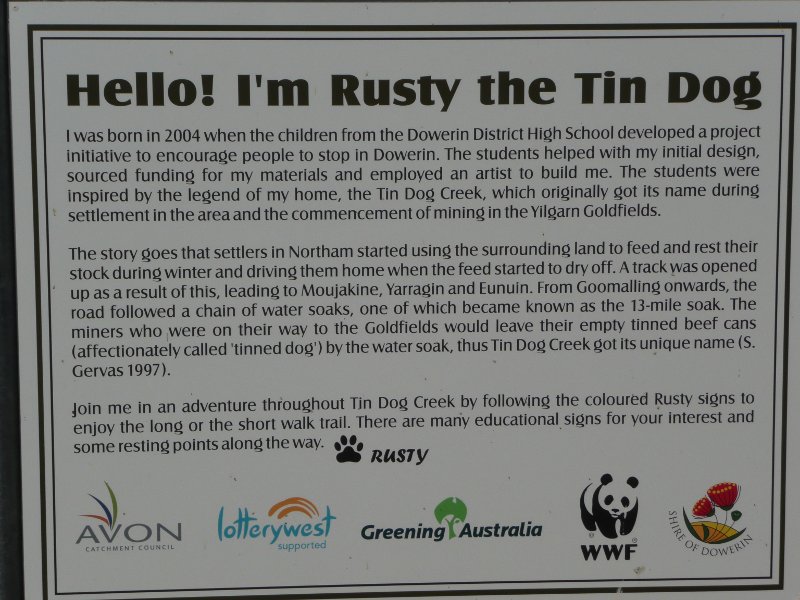 Hello! I'm Rusty the Tin Dog
I was born in 2004 when the children from the Dowerin District High School developed a project
initiative to encourage people to stop in Dowerin. The students helped with my initial design,
sourced funding for my materials and employed an artist to build me. The students were
inspired by the legend of my home, the Tin Dog Creek, which originally got its name during
settlement in the area and the commencement of mining in the Yilgarn Goldfields.
The story goes that settlers in Northam started using the surrounding land to feed and rest their
stock during winter and driving them home when the feed started to dry off. A track was opened
up as a result of this, leading to Moujakine, Yarragin and Eunuin. From Goomalling onwards, the
road followed a chain of water soaks, one of which became known as the 13-mile soak. The
miners who were on their way to the Goldfields would leave their empty tinned beef cans
(affectionately called 'tinned dog') by the water soak, thus Tin Dog Creek got its unique name (S.
Gervas 1997).
Join me in an adventure throughout Tin Dog Creek by following the coloured Rusty signs to
enjoy the long or the short walk trail. There are many educational signs for your interest and
some resting points along the way. RUSTY
AVON
CATCHMENT COUNCIL
lotterywest
supported
Greening Australia
WWF
SHIRE OF DOWERIN